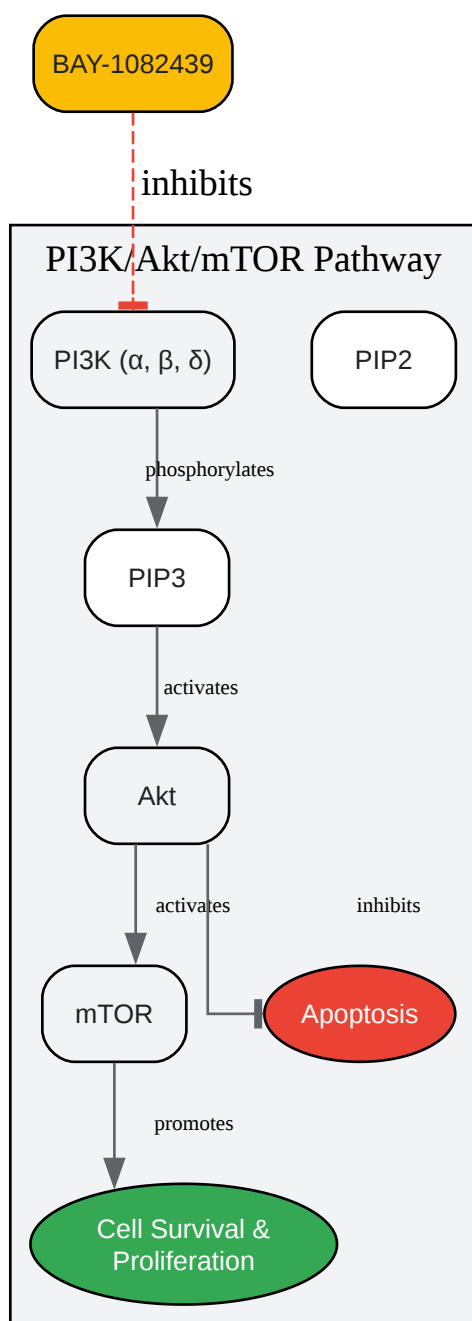 BAY-1082439
inhibits
PI3K/Akt/mTOR Pathway
PI3K (α, β, δ)
PIP2
phosphorylates
PIP3
activates
Akt
activates
inhibits
mTOR
Apoptosis
promotes
Cell Survival &
Proliferation